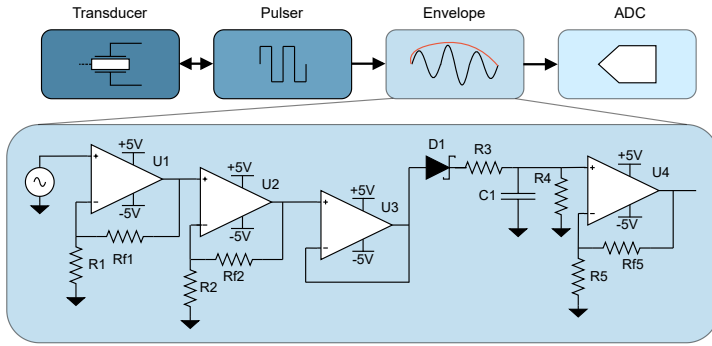 Transducer
Pulser
Envelope
ADC
+5V
U1
-5V
R1
Rf1
+5V
U2
-5V
R2
Rf2
+5V
U3
-5V
D1
R3
C1
R4
+5V
U4
-5V
R5
Rf5